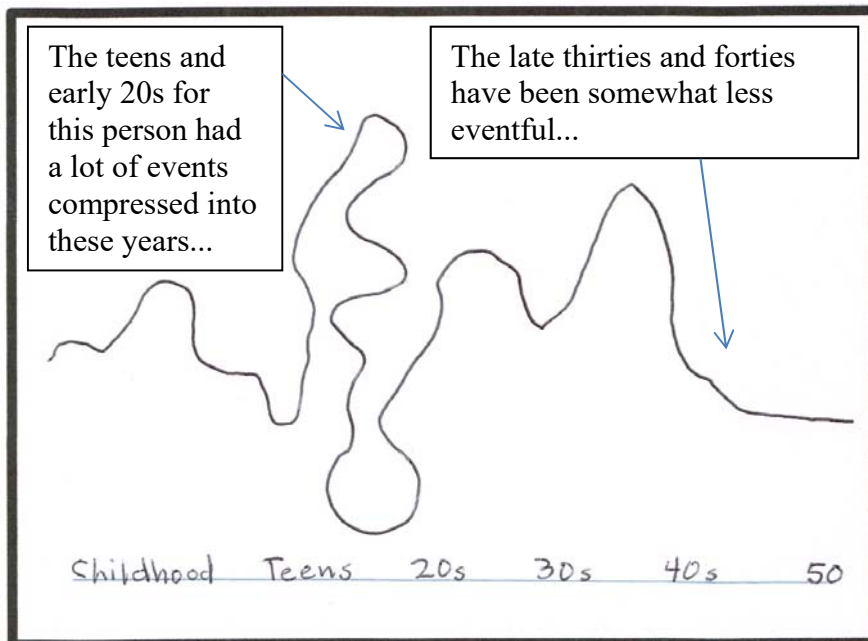 The teens and
early 20s for
this person had
a lot of events
compressed into
these years...
The late thirties and forties
have been somewhat less
eventful...
Childhood Teens 20s 30s 40s 50